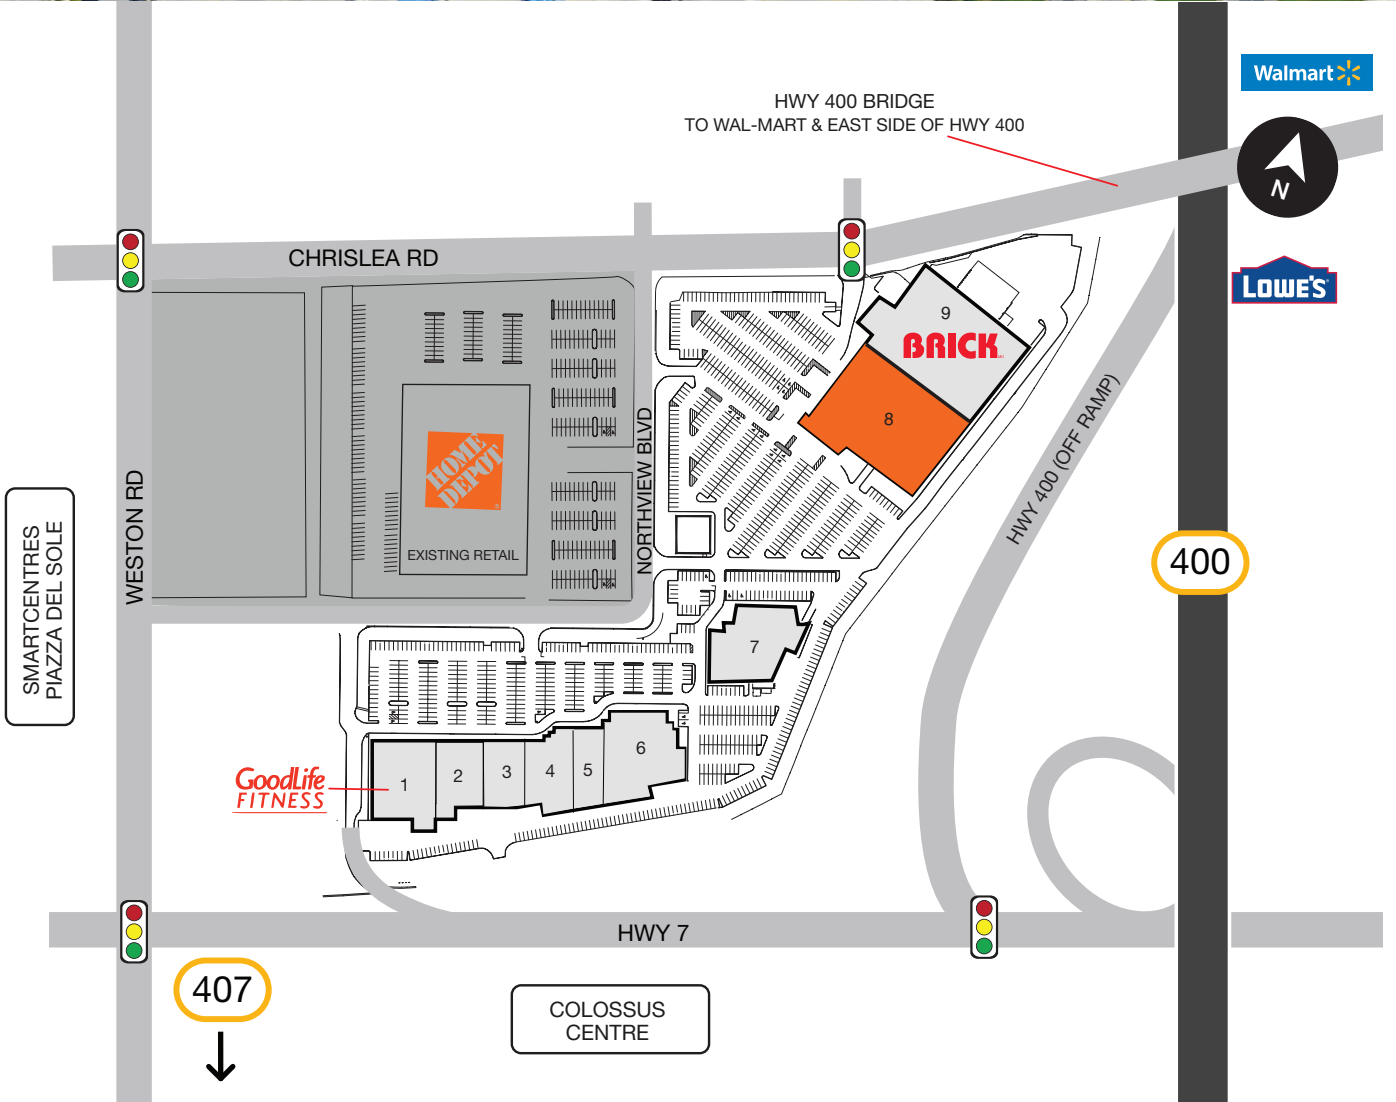 Walmart
HWY 400 BRIDGE
TO WAL-MART & EAST SIDE OF HWY 400
N
CHRISLEA RD
LOWE'S
9
BRICK
8
HOME
DEPOT
EXISTING RETAIL
NORTHVIEW BLVD
HWY 400 (OFF RAMP)
WESTON RD
SMARTCENTRES
PIAZZA DEL SOLE
400
7
6
5
4
3
2
1
GoodLife
FITNESS
HWY 7
407
COLOSSUS
CENTRE